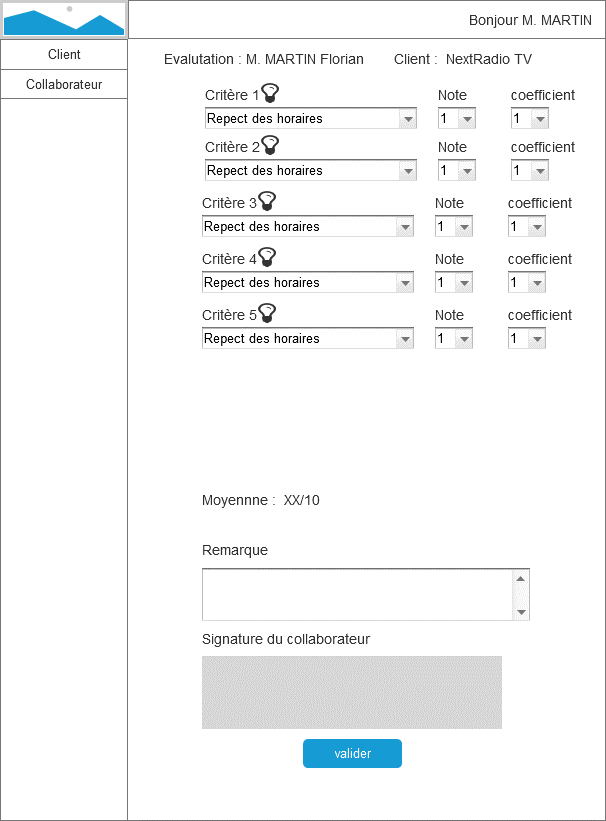 Bonjour M. MARTIN
Client
Collaborateur
Evalutation : M. MARTIN Florian Client : NextRadio TV
Critère 1 Note coefficient
Repect des horaires 1 1
Critère 2 Note coefficient
Repect des horaires 1 1
Critère 3 Note coefficient
Repect des horaires 1 1
Critère 4 Note coefficient
Repect des horaires 1 1
Critère 5 Note coefficient
Repect des horaires 1 1
Moyennne : XX/10
Remarque
Signature du collaborateur
valider